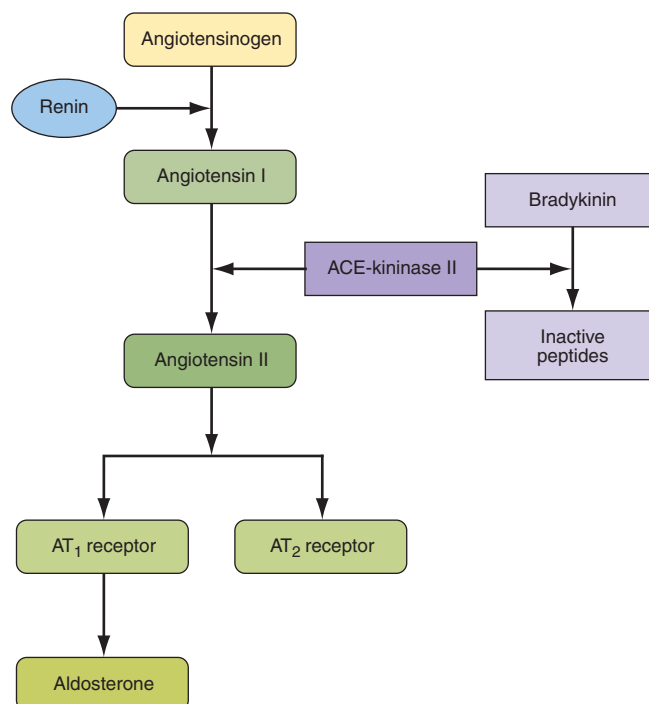 Angiotensinogen
Renin
Angiotensin I
Bradykinin
ACE-kininase II
Inactive
peptides
Angiotensin II
AT₁ receptor
AT₂ receptor
Aldosterone